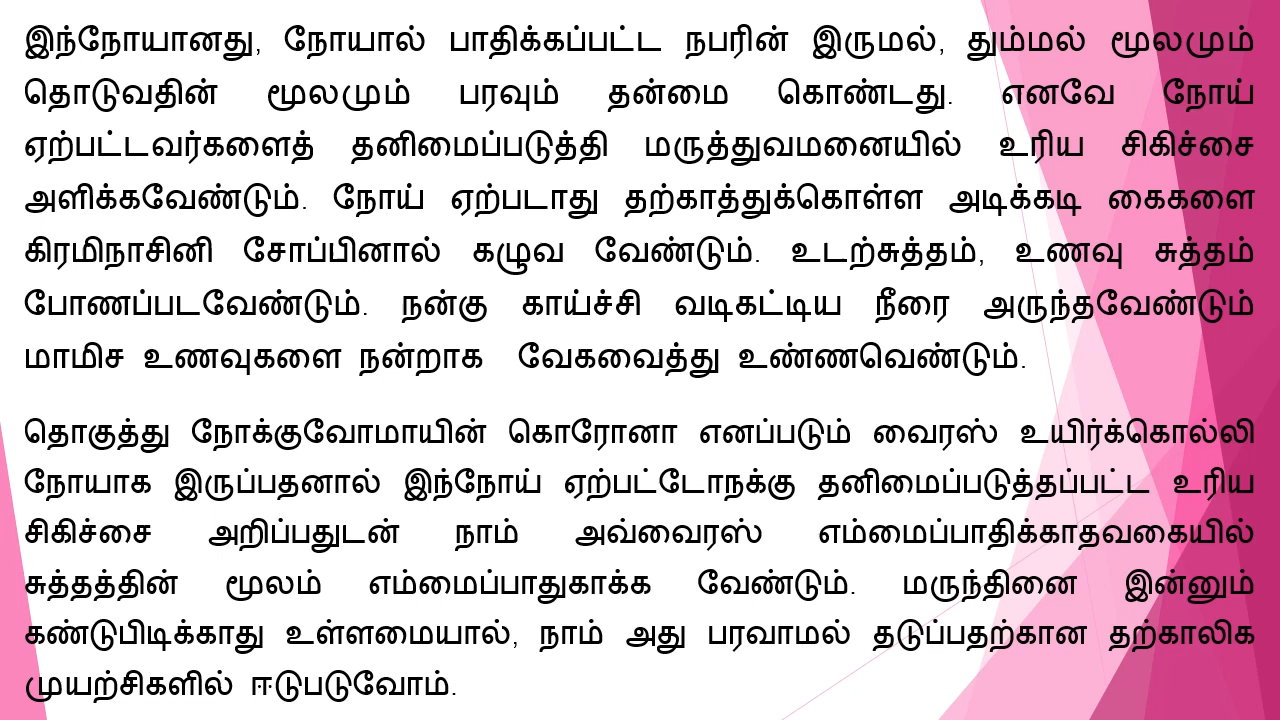 இந்நோயானது, நோயால் பாதிக்கப்பட்ட நபரின் இருமல், தும்மல் மூலமும்
தொடுவதின் மூலமும் பரவும் தன்மை கொண்டது. எனவே நோய்
ஏற்பட்டவர்களைத் தனிமைப்படுத்தி மருத்துவமனையில் உரிய சிகிச்சை
அளிக்கவேண்டும். நோய் ஏற்படாது தற்காத்துக்கொள்ள அடிக்கடி கைகளை
கிரமிநாசினி சோப்பினால் கழுவ வேண்டும். உடற்சுத்தம், உணவு சுத்தம்
போணப்படவேண்டும். நன்கு காய்ச்சி வடிகட்டிய நீரை அருந்தவேண்டும்
மாமிச உணவுகளை நன்றாக வேகவைத்து உண்ணவெண்டும்.
தொகுத்து நோக்குவோமாயின் கொரோனா எனப்படும் வைரஸ் உயிர்க்கொல்லி
நோயாக இருப்பதனால் இந்நோய் ஏற்பட்டோநக்கு தனிமைப்படுத்தப்பட்ட உரிய
சிகிச்சை அறிப்பதுடன் நாம் அவ்வைரஸ் எம்மைப்பாதிக்காதவகையில்
சுத்தத்தின் மூலம் எம்மைப்பாதுகாக்க வேண்டும். மருந்தினை இன்னும்
கண்டுபிடிக்காது உள்ளமையால், நாம் அது பரவாமல் தடுப்பதற்கான தற்காலிக
முயற்சிகளில் ஈடுபடுவோம்.